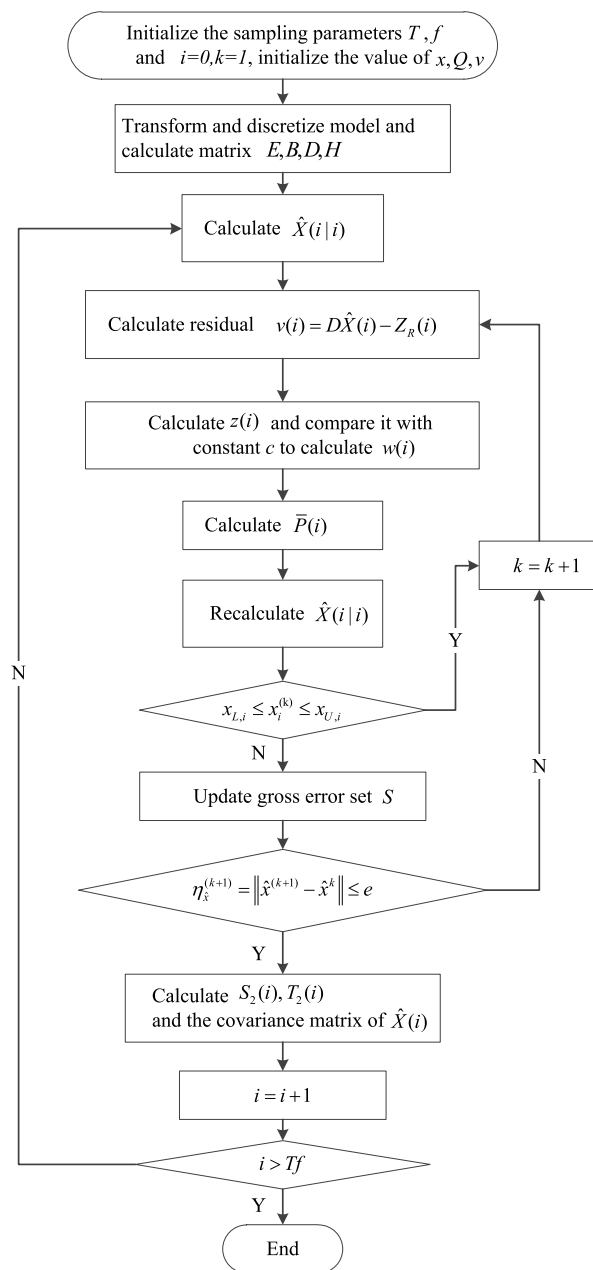 Initialize the sampling parameters T , f
and i=0,k=1, initialize the value of x,Q,v
Transform and discretize model and
calculate matrix E,B,D,H
Calculate X̂(i|i)
Calculate residual v(i) = DX̂(i) − Z_R(i)
Calculate z(i) and compare it with
constant c to calculate w(i)
Calculate P̅(i)
k = k+1
Recalculate X̂(i|i)
Y
N
x_{L,i} ≤ x_i^{(k)} ≤ x_{U,i}
N
N
Update gross error set S
η_{x̂}^{(k+1)} = ‖x̂^{(k+1)} − x̂^k‖ ≤ e
Y
Calculate S_2(i), T_2(i)
and the covariance matrix of X̂(i)
i = i+1
i > Tf
Y
End